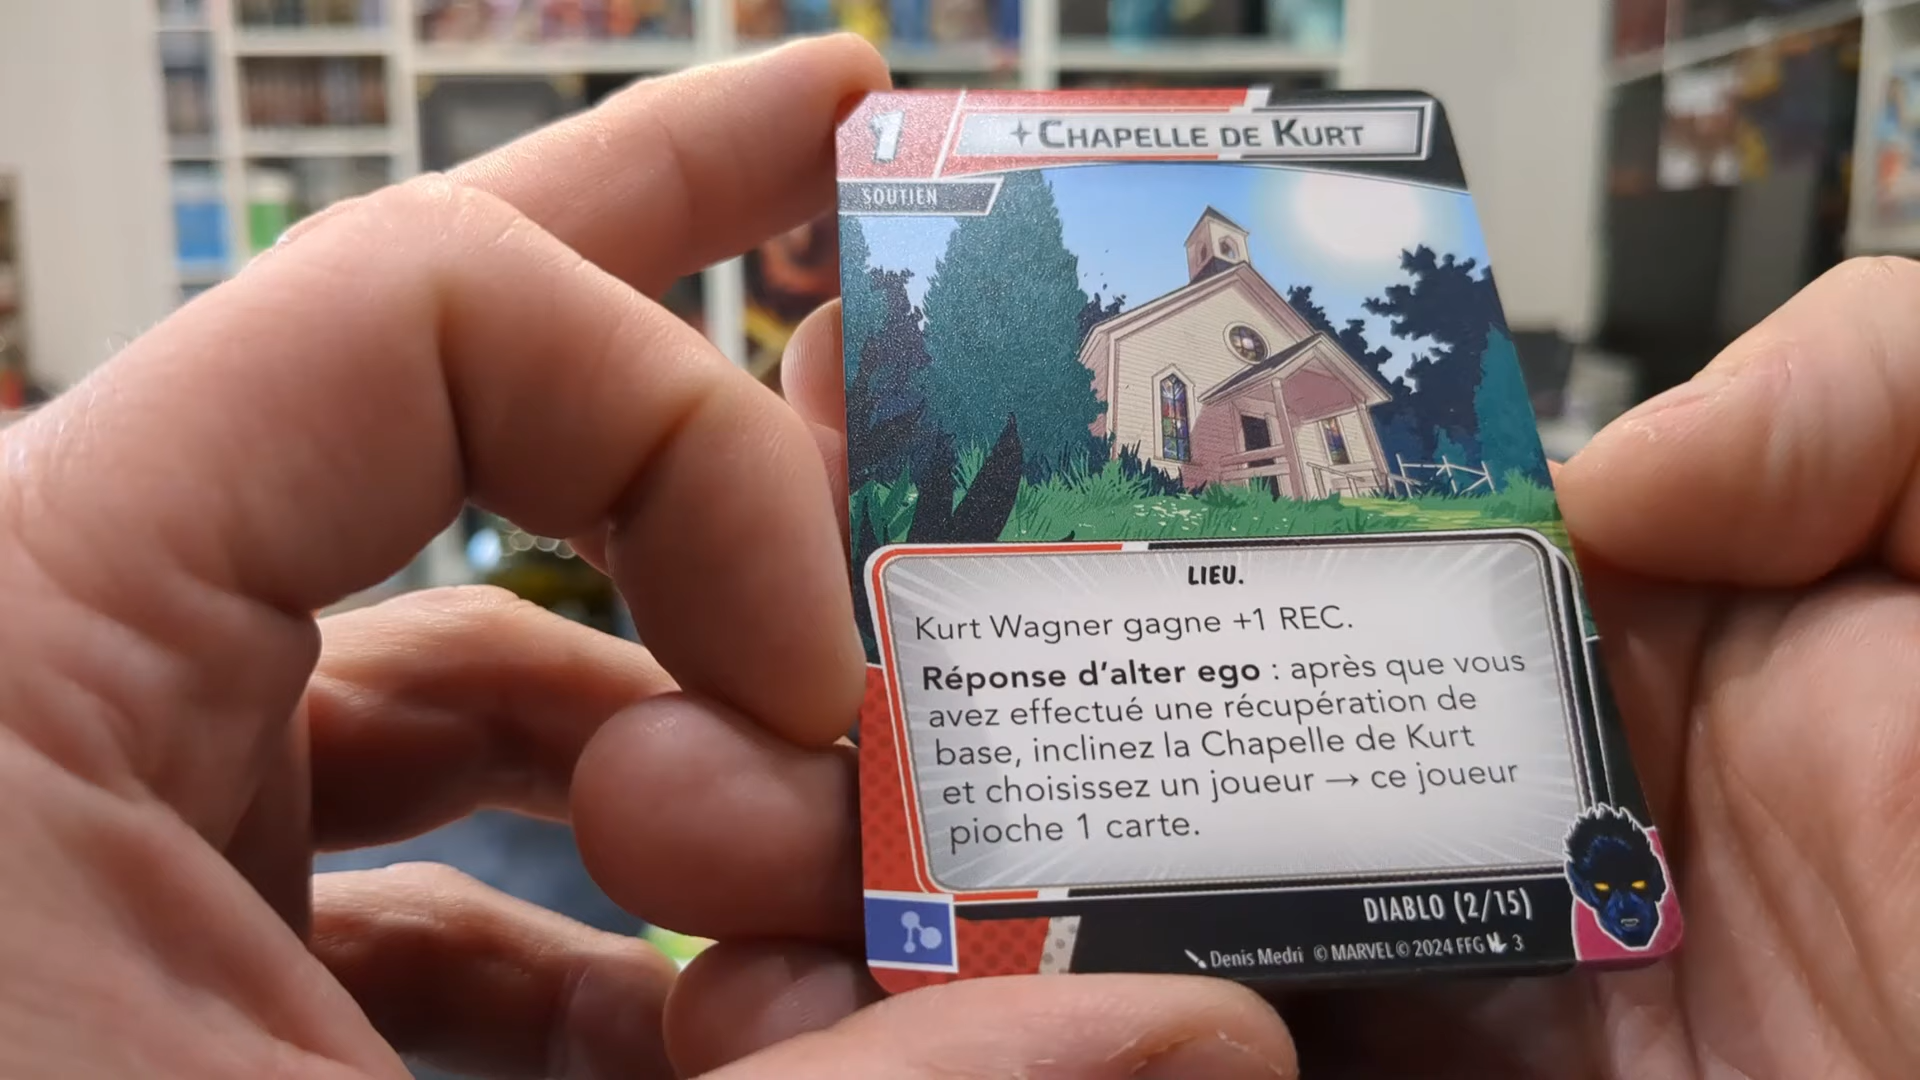 1
CHAPELLE DE KURT
SOUTIEN
LIEU.
Kurt Wagner gagne +1 REC.
Réponse d'alter ego : après que vous
avez effectué une récupération de
base, inclinez la Chapelle de Kurt
et choisissez un joueur → ce joueur
pioche 1 carte.
DIABLO (2/15)
Denis Medri © MARVEL © 2024 FFG 3